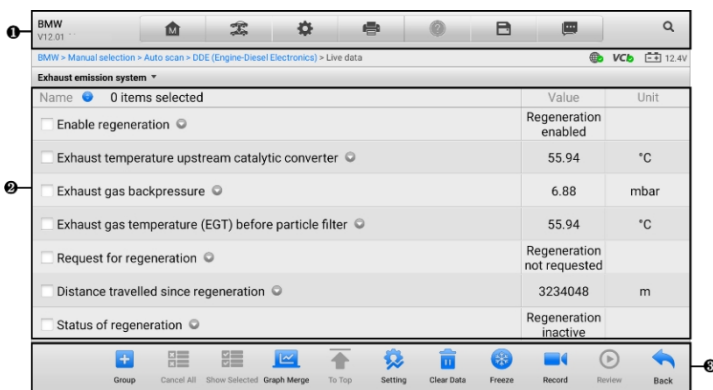 BMW
V12.01
BMW > Manual selection > Auto scan > DDE (Engine-Diesel Electronics) > Live data
VCI 12.4V
Exhaust emission system
Name 0 items selected Value Unit
Enable regeneration Regeneration enabled
Exhaust temperature upstream catalytic converter 55.94 °C
Exhaust gas backpressure 6.88 mbar
Exhaust gas temperature (EGT) before particle filter 55.94 °C
Request for regeneration Regeneration not requested
Distance travelled since regeneration 3234048 m
Status of regeneration Regeneration inactive
Group Cancel All Show Selected Graph Merge To Top Setting Clear Data Freeze Record Review Back
1
2
3